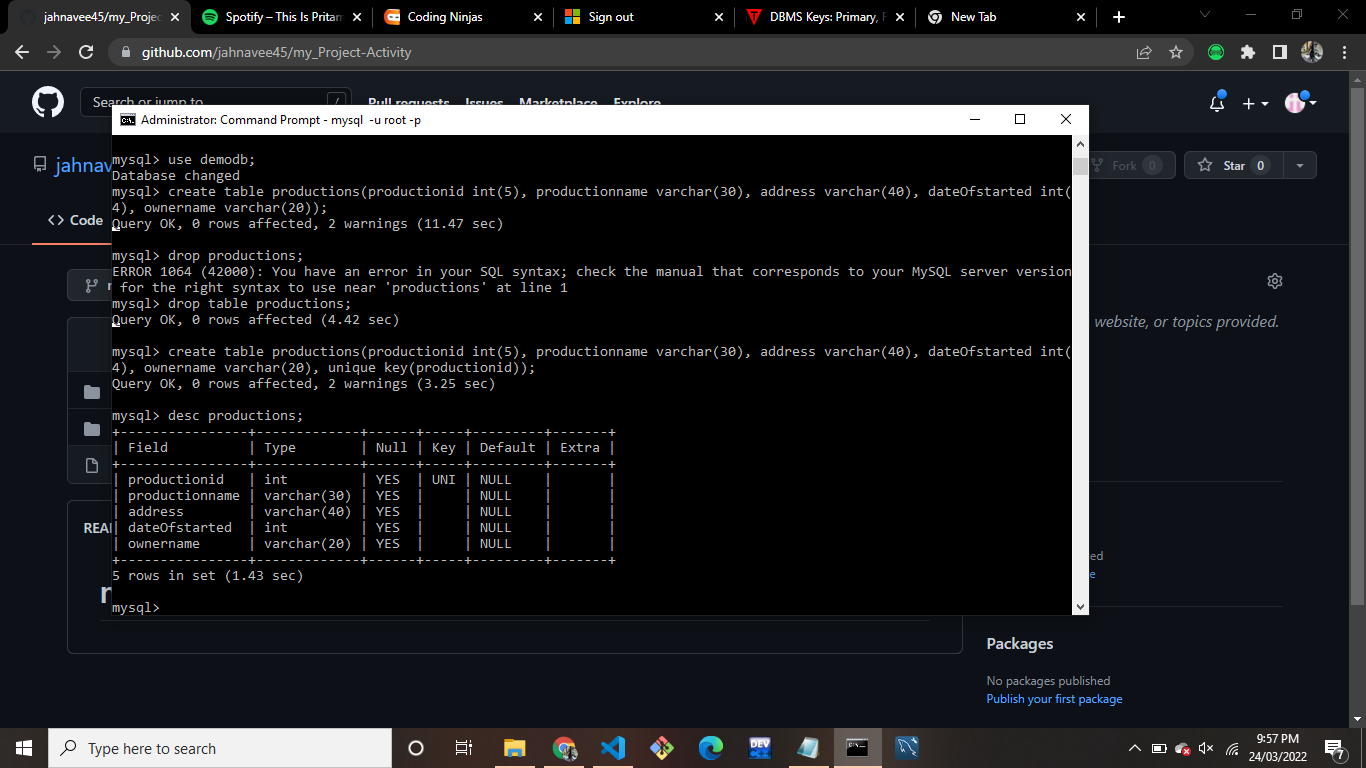 jahnavee45/my_Projec
Spotify – This Is Pritam
Coding Ninjas
Sign out
DBMS Keys: Primary, F
New Tab
github.com/jahnavee45/my_Project-Activity
Search or jump to
/
Pull requests Issues Marketplace Explore
Administrator: Command Prompt - mysql -u root -p
jahnav
Fork 0
Star 0
<> Code
website, or topics provided.
mysql> use demodb;
Database changed
mysql> create table productions(productionid int(5), productionname varchar(30), address varchar(40), dateOfstarted int(
4), ownername varchar(20));
Query OK, 0 rows affected, 2 warnings (11.47 sec)
mysql> drop productions;
ERROR 1064 (42000): You have an error in your SQL syntax; check the manual that corresponds to your MySQL server version
for the right syntax to use near 'productions' at line 1
mysql> drop table productions;
Query OK, 0 rows affected (4.42 sec)
mysql> create table productions(productionid int(5), productionname varchar(30), address varchar(40), dateOfstarted int(
4), ownername varchar(20), unique key(productionid));
Query OK, 0 rows affected, 2 warnings (3.25 sec)
mysql> desc productions;
+----------------+-------------+------+-----+---------+-------+
| Field          | Type        | Null | Key | Default | Extra |
+----------------+-------------+------+-----+---------+-------+
| productionid   | int         | YES  | UNI | NULL    |       |
| productionname | varchar(30) | YES  |     | NULL    |       |
| address        | varchar(40) | YES  |     | NULL    |       |
| dateOfstarted  | int         | YES  |     | NULL    |       |
| ownername      | varchar(20) | YES  |     | NULL    |       |
+----------------+-------------+------+-----+---------+-------+
5 rows in set (1.43 sec)
mysql>
READ
ed
e
Packages
No packages published
Publish your first package
Type here to search
DEV
9:57 PM
24/03/2022
7